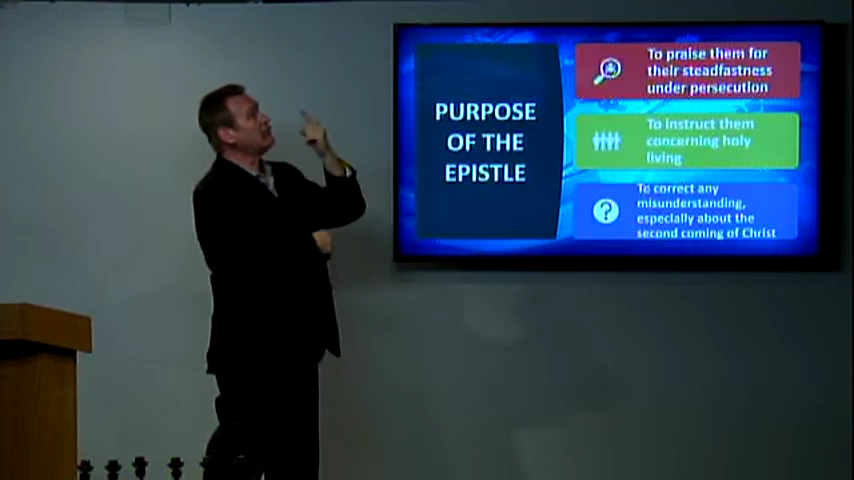 PURPOSE
OF THE
EPISTLE
To praise them for
their steadfastness
under persecution
To instruct them
concerning holy
living
To correct any
misunderstanding,
especially about the
second coming of Christ